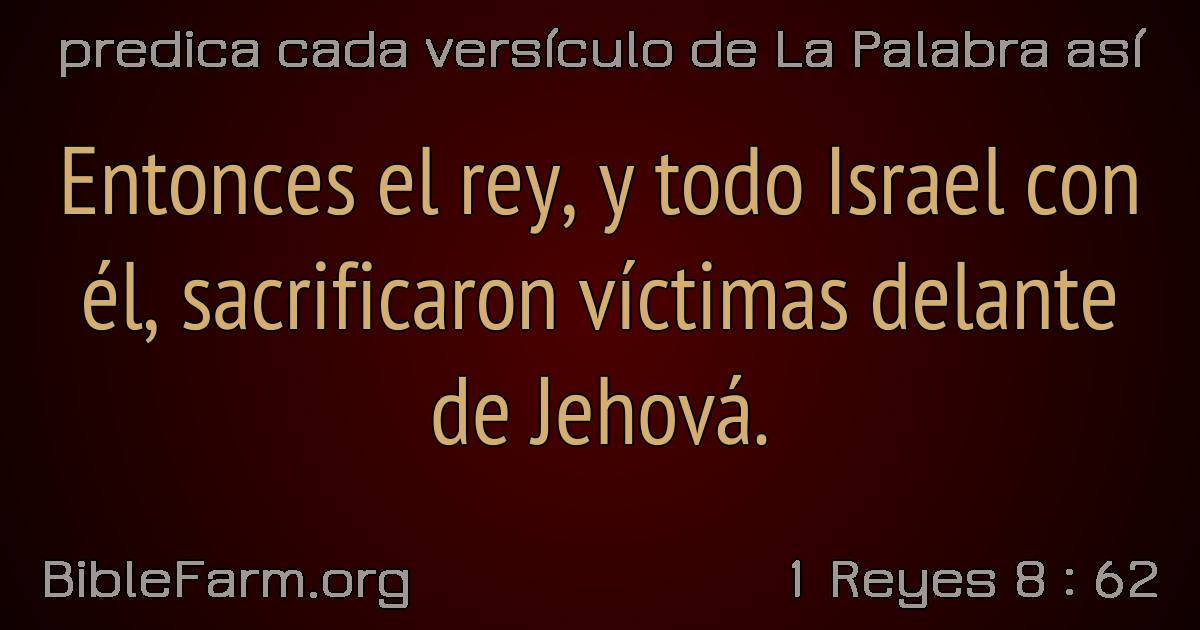 predica cada versículo de La Palabra así
Entonces el rey, y todo Israel con
él, sacrificaron víctimas delante
de Jehová.
BibleFarm.org
1 Reyes 8 : 62